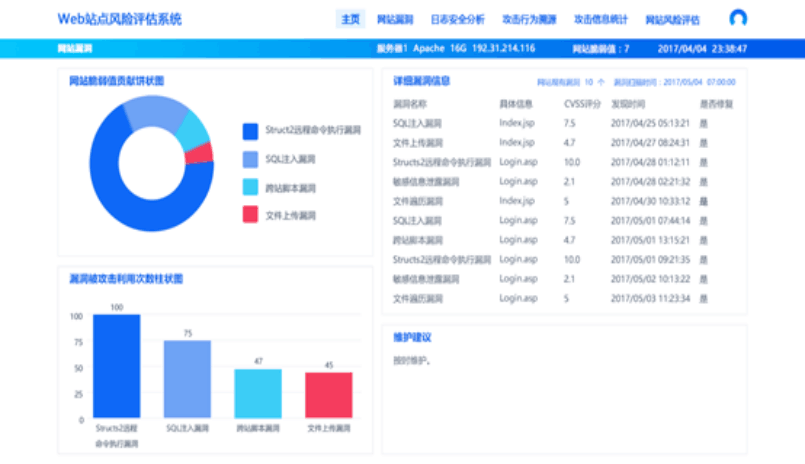 Web站点风险评估系统
主页 网站漏洞 日志安全分析 攻击行为溯源 攻击信息统计 网站风险评估
网站漏洞
服务器1 Apache 16G 192.31.214.116 网站脆弱值：7 2017/04/04 23:38:47
网站脆弱值贡献饼状图
Struct2远程命令执行漏洞
SQL注入漏洞
跨站脚本漏洞
文件上传漏洞
漏洞被攻击利用次数柱状图
100
75
50
25
0
100
75
47
45
Structs2远程
命令执行漏洞
SQL注入漏洞
跨站脚本漏洞
文件上传漏洞
详细漏洞信息
网站现有漏洞 10 个 漏洞扫描时间：2017/05/04 07:00:00
漏洞名称 具体信息 CVSS评分 发现时间 是否修复
SQL注入漏洞 Index.jsp 7.5 2017/04/25 05:13:21 是
文件上传漏洞 Index.jsp 4.7 2017/04/27 08:24:31 是
Structs2远程命令执行漏洞 Login.asp 10.0 2017/04/28 01:12:11 是
敏感信息泄露漏洞 Login.asp 2.1 2017/04/28 02:21:32 是
文件遍历漏洞 Index.jsp 5 2017/04/30 10:33:12 是
SQL注入漏洞 Login.asp 7.5 2017/05/01 07:44:14 是
跨站脚本漏洞 Login.asp 4.7 2017/05/01 13:15:21 是
Structs2远程命令执行漏洞 Login.asp 10.0 2017/05/01 09:21:35 是
敏感信息泄露漏洞 Login.asp 2.1 2017/05/02 10:13:22 是
文件遍历漏洞 Login.asp 5 2017/05/03 11:23:34 是
维护建议
按时维护。